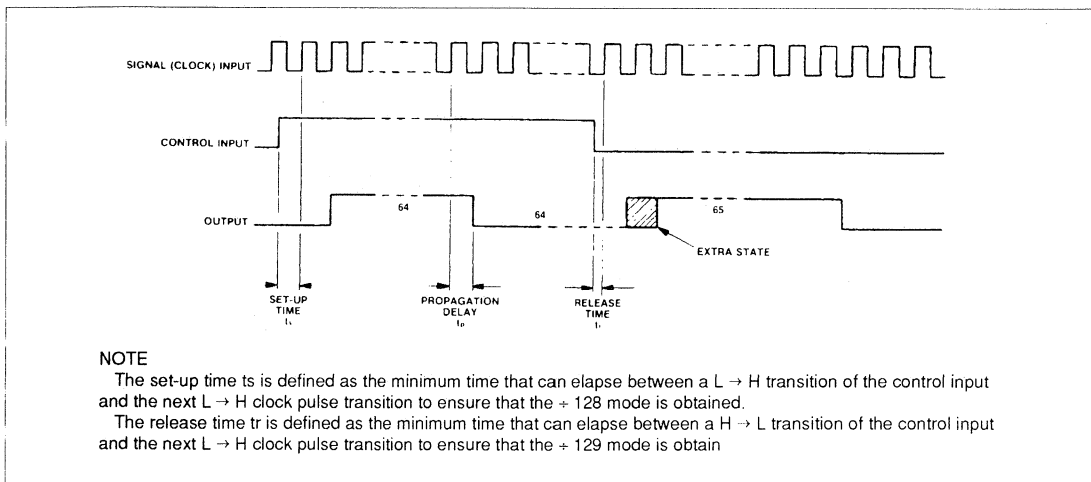 SIGNAL (CLOCK) INPUT
CONTROL INPUT
OUTPUT
64
64
65
EXTRA STATE
SET-UP
TIME
ts
PROPAGATION
DELAY
tp
RELEASE
TIME
tr
NOTE
The set-up time ts is defined as the minimum time that can elapse between a L → H transition of the control input
and the next L → H clock pulse transition to ensure that the ÷ 128 mode is obtained.
The release time tr is defined as the minimum time that can elapse between a H → L transition of the control input
and the next L → H clock pulse transition to ensure that the ÷ 129 mode is obtain